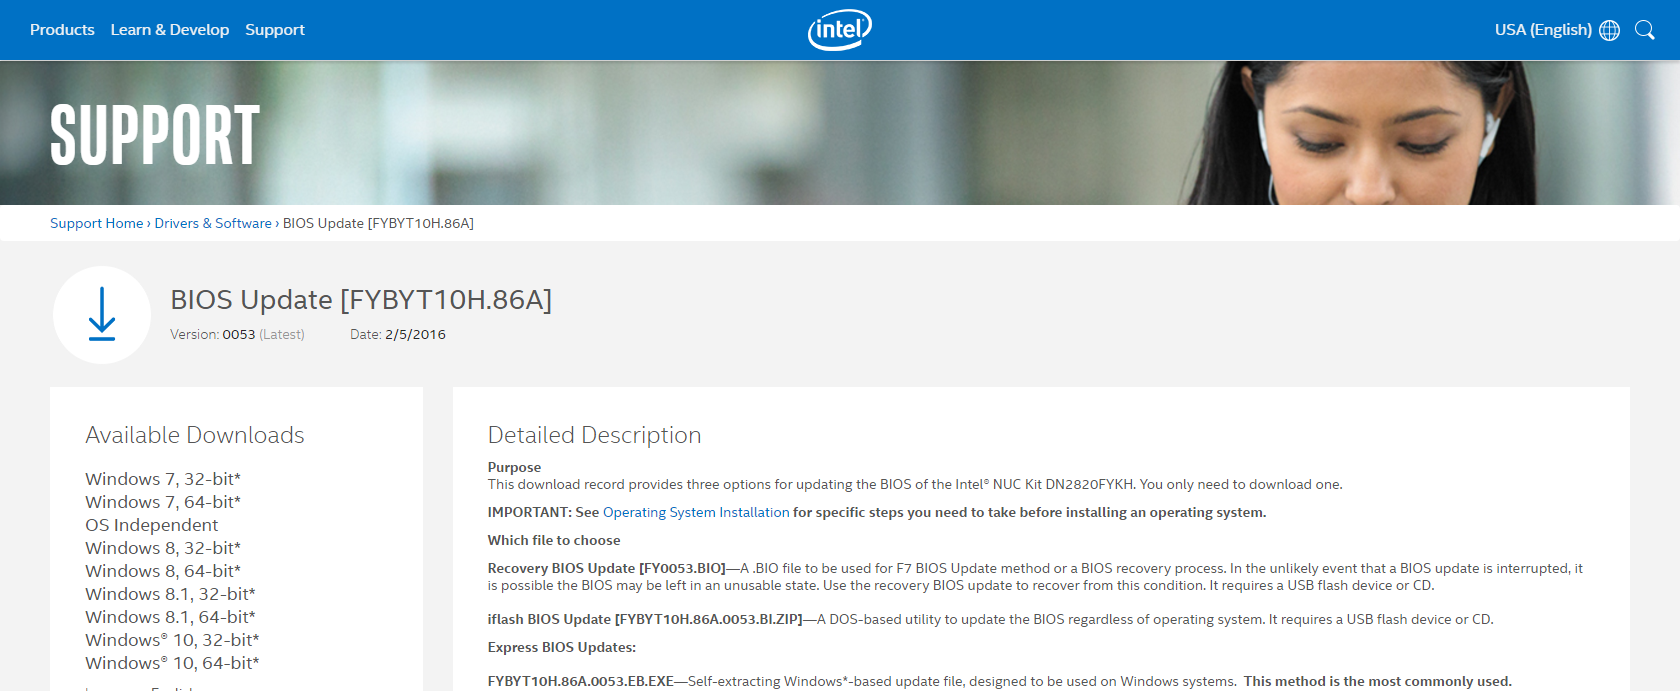 Products Learn & Develop Support
intel
USA (English)
SUPPORT
Support Home › Drivers & Software › BIOS Update [FYBYT10H.86A]
BIOS Update [FYBYT10H.86A]
Version: 0053 (Latest) Date: 2/5/2016
Available Downloads
Windows 7, 32-bit*
Windows 7, 64-bit*
OS Independent
Windows 8, 32-bit*
Windows 8, 64-bit*
Windows 8.1, 32-bit*
Windows 8.1, 64-bit*
Windows® 10, 32-bit*
Windows® 10, 64-bit*
Detailed Description
Purpose
This download record provides three options for updating the BIOS of the Intel® NUC Kit DN2820FYKH. You only need to download one.
IMPORTANT: See Operating System Installation for specific steps you need to take before installing an operating system.
Which file to choose
Recovery BIOS Update [FY0053.BIO]—A .BIO file to be used for F7 BIOS Update method or a BIOS recovery process. In the unlikely event that a BIOS update is interrupted, it
is possible the BIOS may be left in an unusable state. Use the recovery BIOS update to recover from this condition. It requires a USB flash device or CD.
iflash BIOS Update [FYBYT10H.86A.0053.BI.ZIP]—A DOS-based utility to update the BIOS regardless of operating system. It requires a USB flash device or CD.
Express BIOS Updates:
FYBYT10H.86A.0053.EB.EXE—Self-extracting Windows*-based update file, designed to be used on Windows systems. This method is the most commonly used.